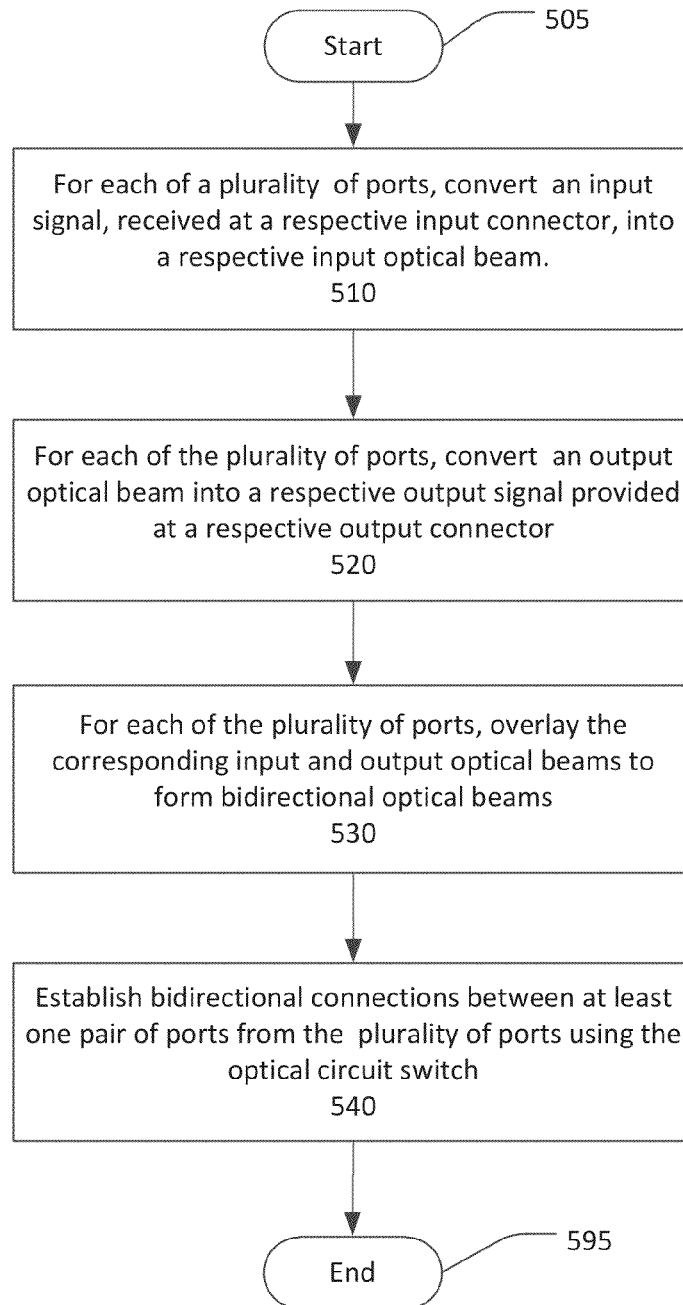 Start
505
For each of a plurality of ports, convert an input
signal, received at a respective input connector, into
a respective input optical beam.
510
For each of the plurality of ports, convert an output
optical beam into a respective output signal provided
at a respective output connector
520
For each of the plurality of ports, overlay the
corresponding input and output optical beams to
form bidirectional optical beams
530
Establish bidirectional connections between at least
one pair of ports from the plurality of ports using the
optical circuit switch
540
End
595